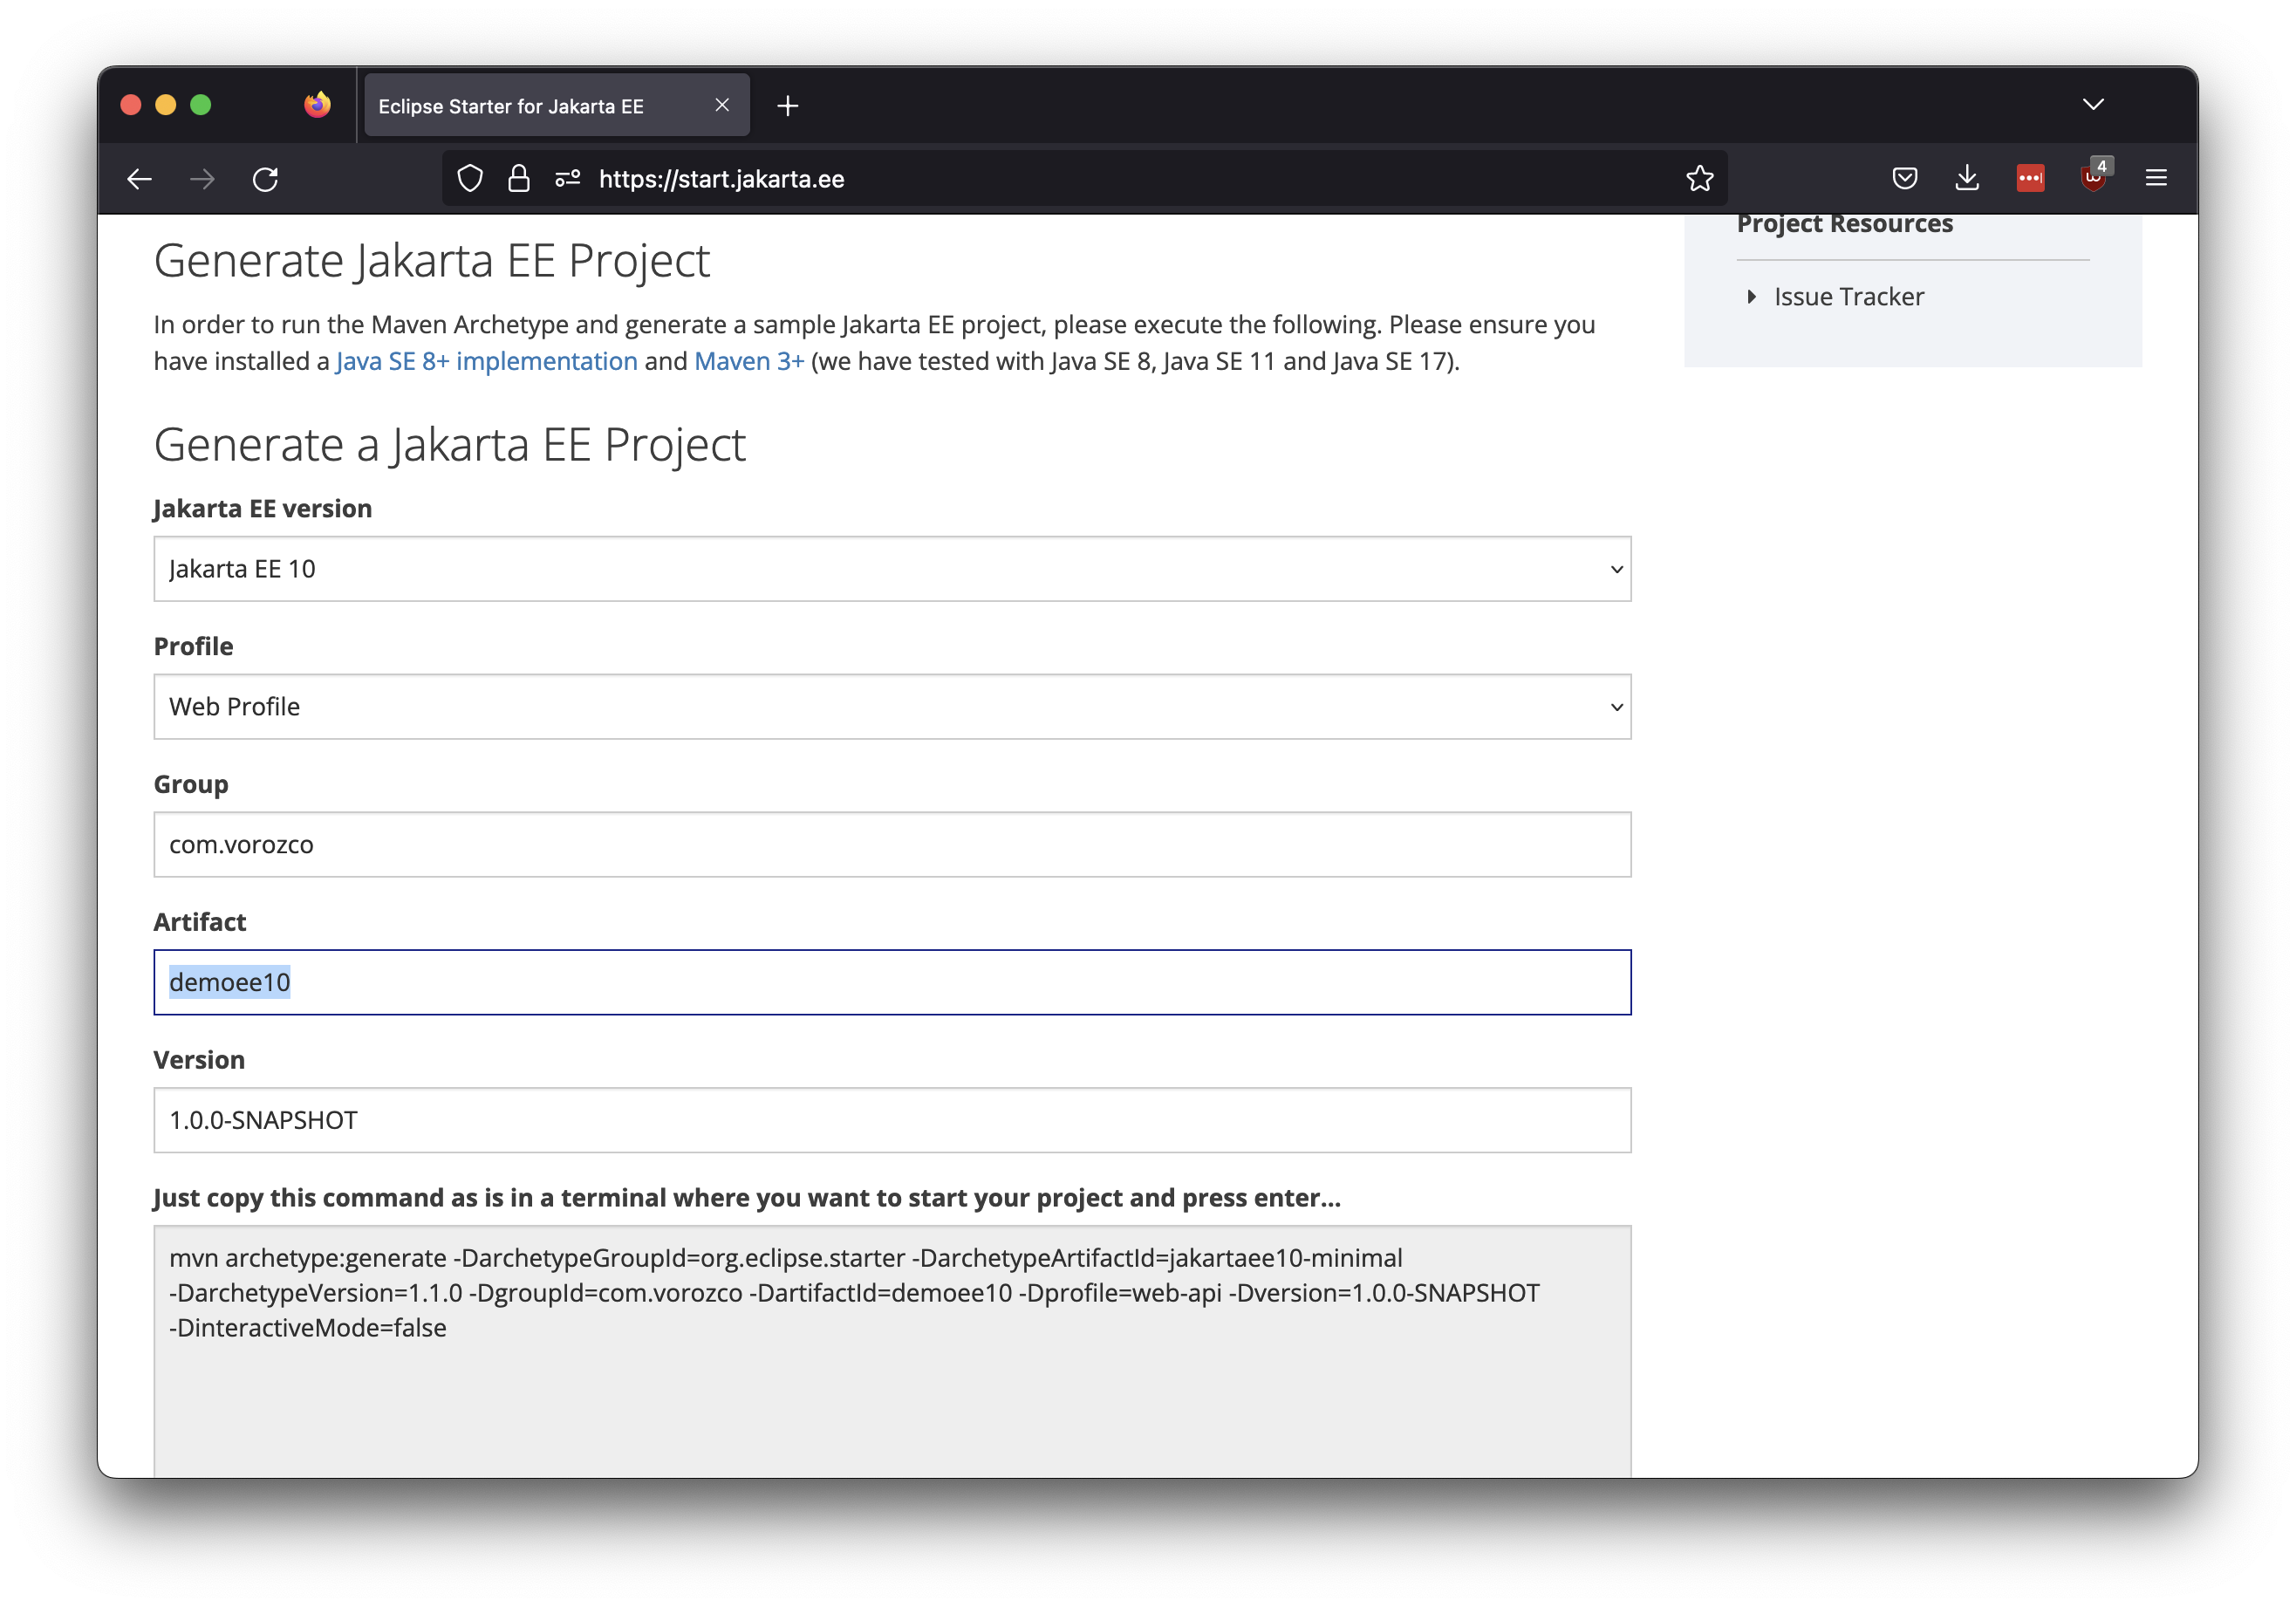 Eclipse Starter for Jakarta EE
https://start.jakarta.ee
4
Project Resources
Issue Tracker
Generate Jakarta EE Project
In order to run the Maven Archetype and generate a sample Jakarta EE project, please execute the following. Please ensure you
have installed a Java SE 8+ implementation and Maven 3+ (we have tested with Java SE 8, Java SE 11 and Java SE 17).
Generate a Jakarta EE Project
Jakarta EE version
Jakarta EE 10
Profile
Web Profile
Group
com.vorozco
Artifact
demoee10
Version
1.0.0-SNAPSHOT
Just copy this command as is in a terminal where you want to start your project and press enter...
mvn archetype:generate -DarchetypeGroupId=org.eclipse.starter -DarchetypeArtifactId=jakartaee10-minimal
-DarchetypeVersion=1.1.0 -DgroupId=com.vorozco -DartifactId=demoee10 -Dprofile=web-api -Dversion=1.0.0-SNAPSHOT
-DinteractiveMode=false